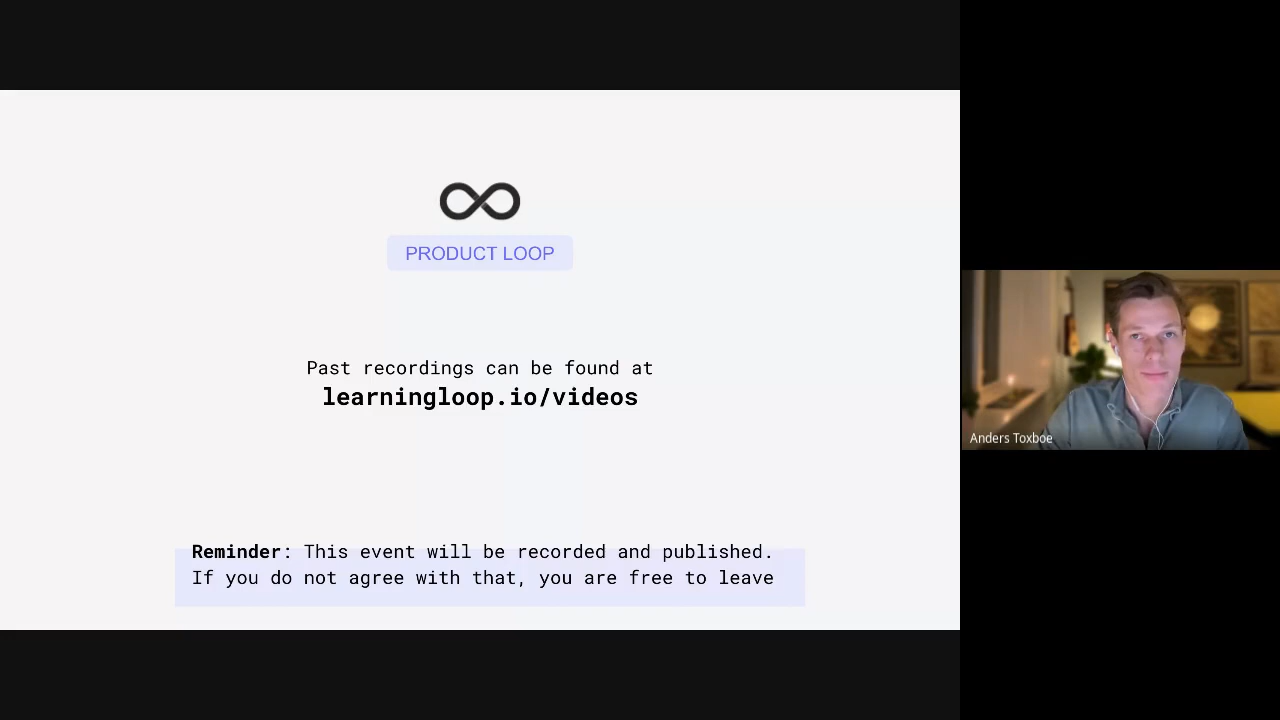 PRODUCT LOOP
Past recordings can be found at
learningloop.io/videos
Reminder: This event will be recorded and published.
If you do not agree with that, you are free to leave
Anders Toxboe